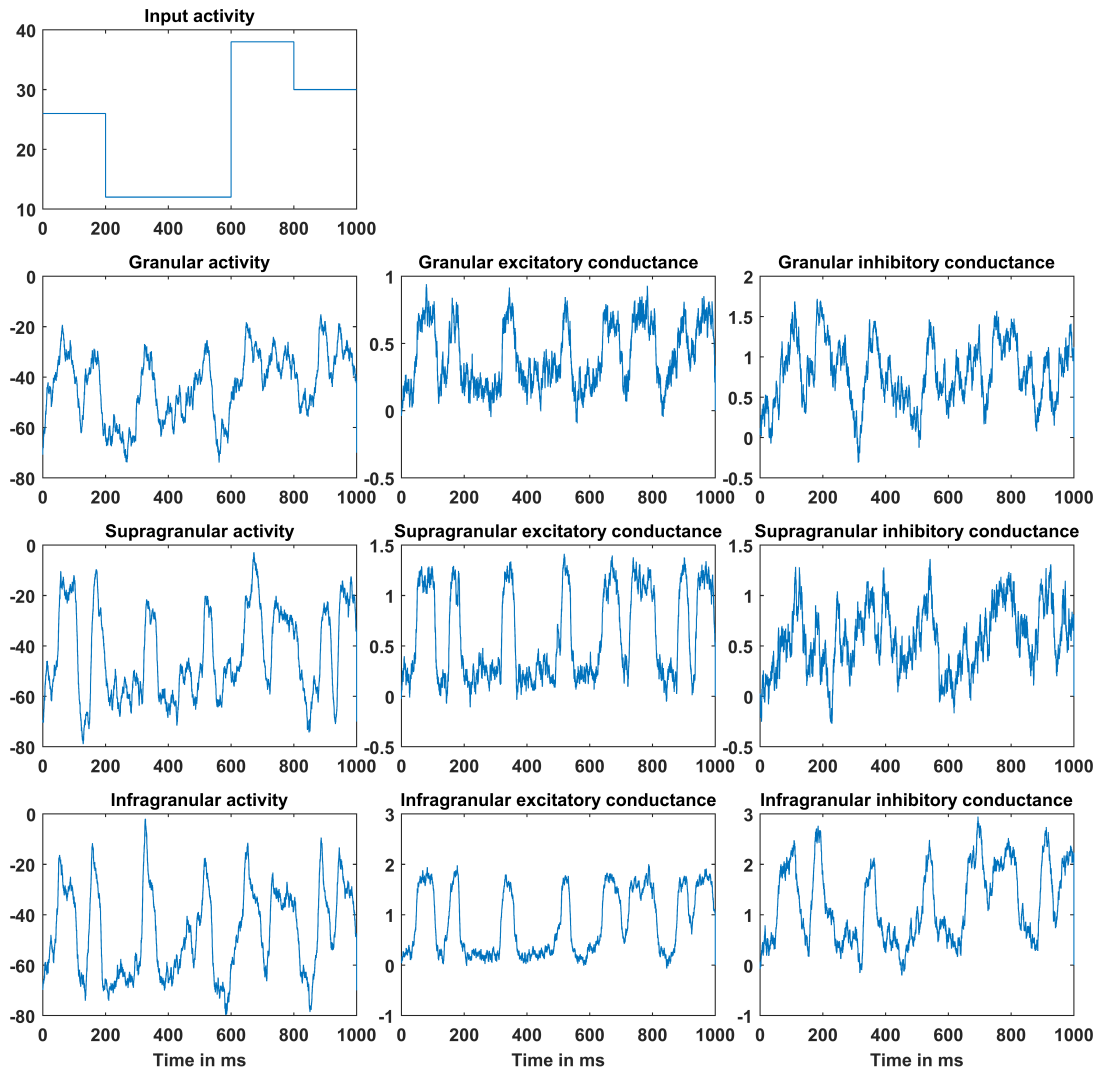 Input activity
40
30
20
10
0 200 400 600 800 1000
Granular activity
0
-20
-40
-60
-80
0 200 400 600 800 1000
Granular excitatory conductance
1
0.5
0
-0.5
0 200 400 600 800 1000
Granular inhibitory conductance
2
1.5
1
0.5
0
-0.5
0 200 400 600 800 1000
Supragranular activity
0
-20
-40
-60
-80
0 200 400 600 800 1000
Supragranular excitatory conductance
1.5
1
0.5
0
-0.5
0 200 400 600 800 1000
Supragranular inhibitory conductance
1.5
1
0.5
0
-0.5
0 200 400 600 800 1000
Infragranular activity
0
-20
-40
-60
-80
0 200 400 600 800 1000
Time in ms
Infragranular excitatory conductance
3
2
1
0
-1
0 200 400 600 800 1000
Time in ms
Infragranular inhibitory conductance
3
2
1
0
-1
0 200 400 600 800 1000
Time in ms